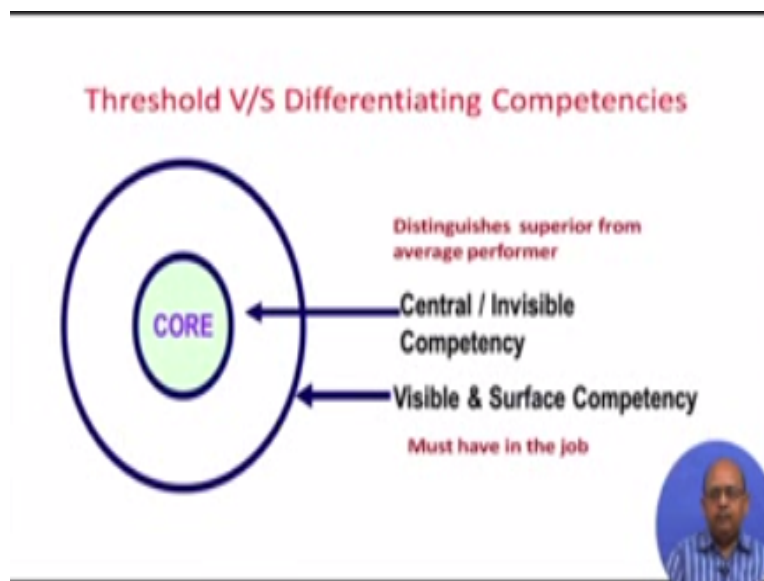 Threshold V/S Differentiating Competencies
Distinguishes superior from
average performer
CORE
Central / Invisible
Competency
Visible & Surface Competency
Must have in the job